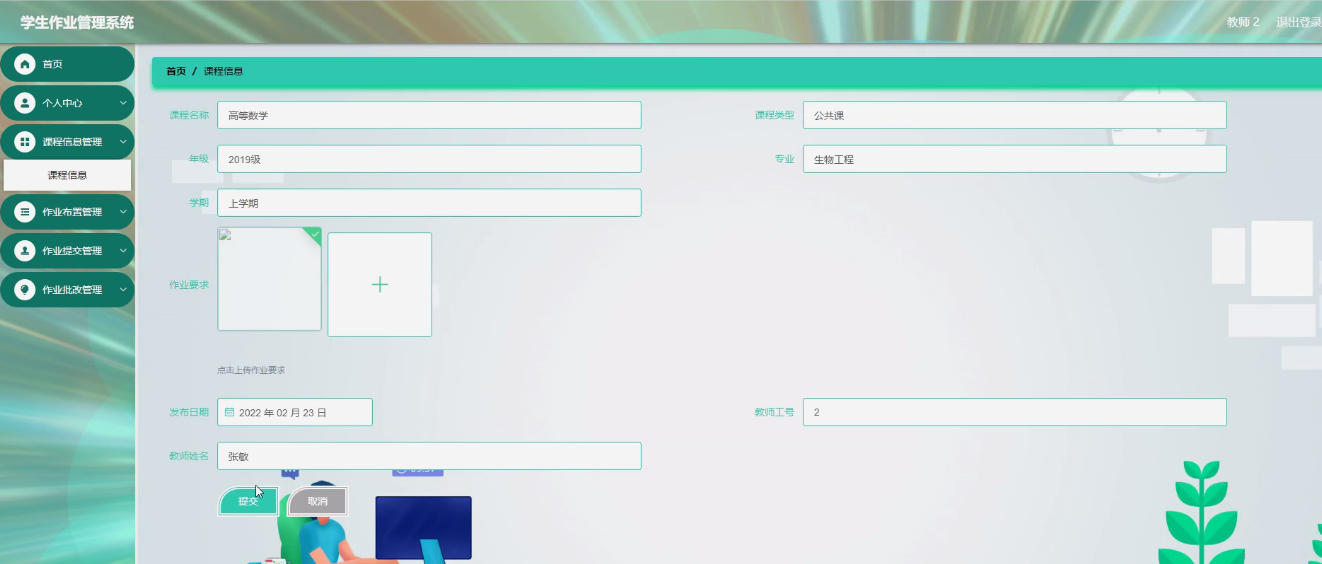 学生作业管理系统
教师 2 退出登录
首页
个人中心
课程信息管理
课程信息
作业布置管理
作业提交管理
作业批改管理
首页 / 课程信息
课程名称 高等数学
课程类型 公共课
年级 2019级
专业 生物工程
学期 上学期
作业要求
点击上传作业要求
发布日期 2022 年 02 月 23 日
教师工号 2
教师姓名 张敏
提交 取消